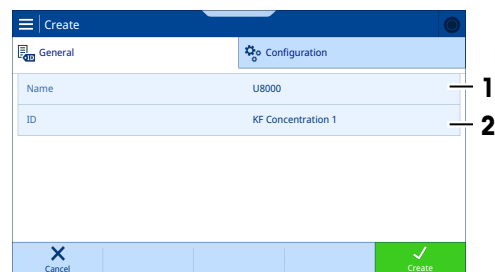 Create
General
Configuration
Name U8000 1
ID KF Concentration 1 2
Cancel
Create